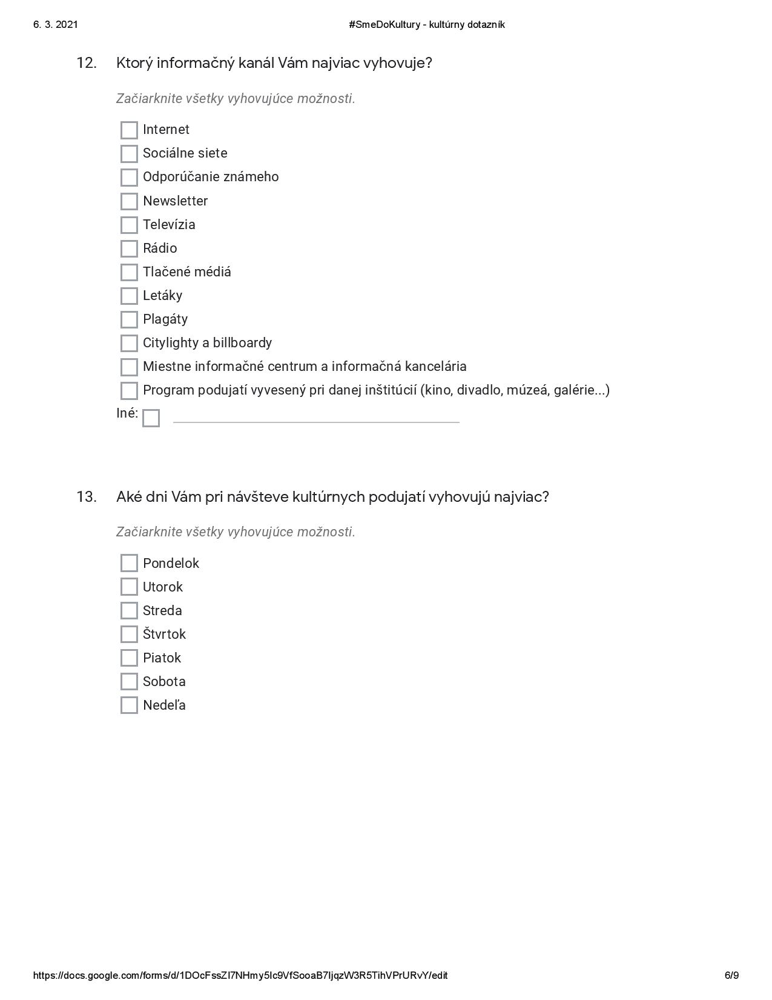 6. 3. 2021 #SmeDoKultury - kultúrny dotazník
12. Ktorý informačný kanál Vám najviac vyhovuje?
Začiarknite všetky vyhovujúce možnosti.
Internet
Sociálne siete
Odporúčanie známeho
Newsletter
Televízia
Rádio
Tlačené médiá
Letáky
Plagáty
Citylighty a billboardy
Miestne informačné centrum a informačná kancelária
Program podujatí vyvesený pri danej inštitúcií (kino, divadlo, múzeá, galérie...)
Iné:
13. Aké dni Vám pri návšteve kultúrnych podujatí vyhovujú najviac?
Začiarknite všetky vyhovujúce možnosti.
Pondelok
Utorok
Streda
Štvrtok
Piatok
Sobota
Nedeľa
https://docs.google.com/forms/d/1DOcFssZI7NHmy5Ic9VfSooaB7IjqzW3R5TihVPrURvY/edit 6/9